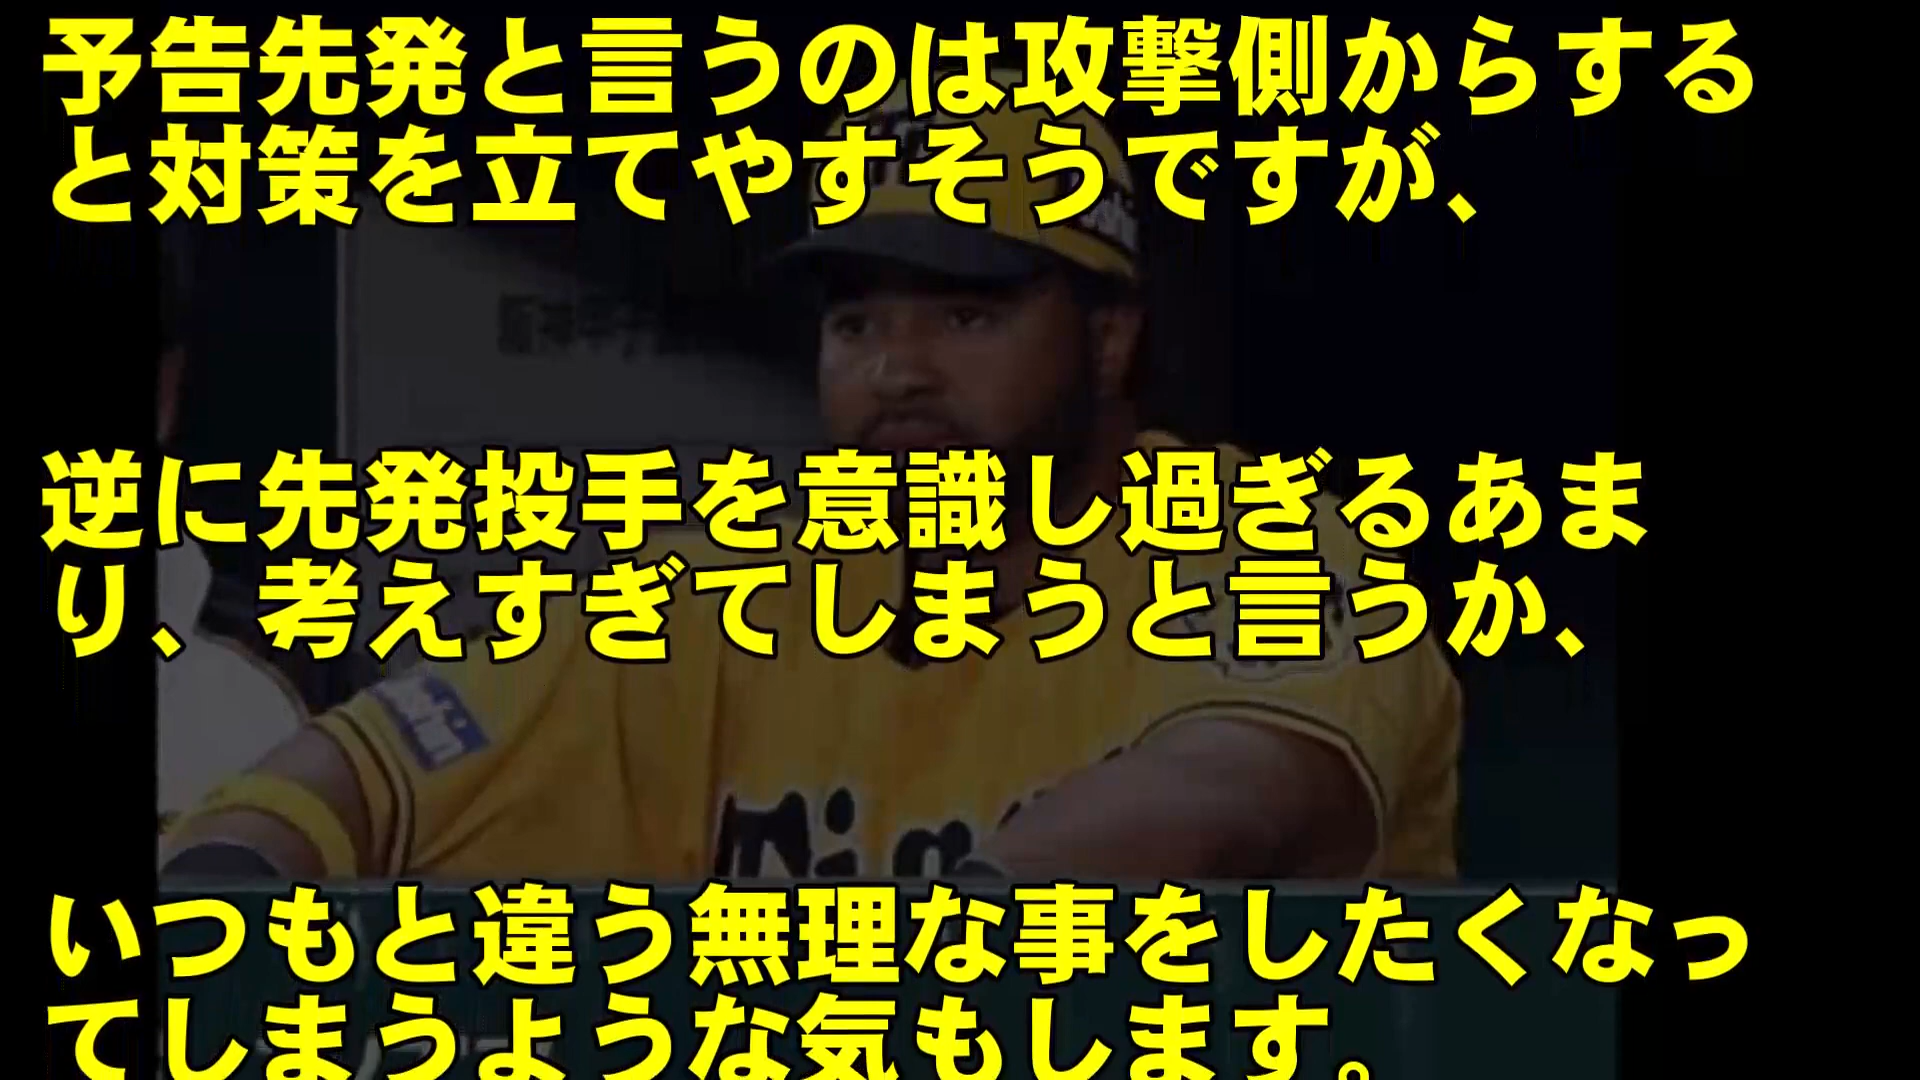 予告先発と言うのは攻撃側からする
と対策を立てやすそうですが、
逆に先発投手を意識し過ぎるあま
り、考えすぎてしまうと言うか、
いつもと違う無理な事をしたくなっ
てしまうような気もします。